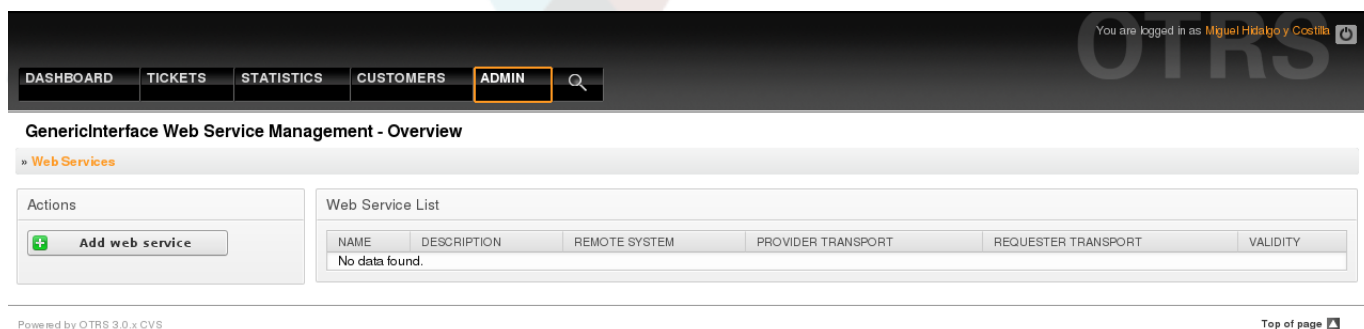 OTRS
You are logged in as Miguel Hidalgo y Costilla
DASHBOARD TICKETS STATISTICS CUSTOMERS ADMIN
GenericInterface Web Service Management - Overview
» Web Services
Actions
Add web service
Web Service List
NAME DESCRIPTION REMOTE SYSTEM PROVIDER TRANSPORT REQUESTER TRANSPORT VALIDITY
No data found.
Powered by OTRS 3.0.x CVS
Top of page